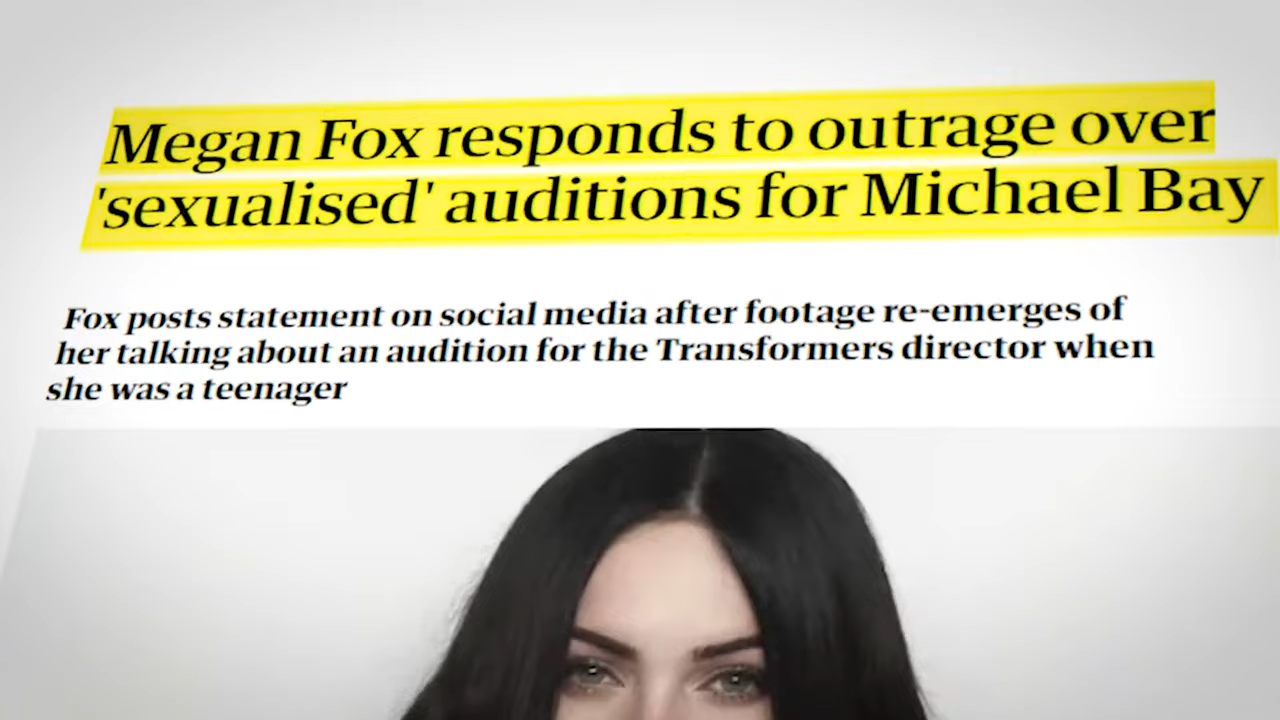 Megan Fox responds to outrage over
'sexualised' auditions for Michael Bay
Fox posts statement on social media after footage re-emerges of
her talking about an audition for the Transformers director when
she was a teenager